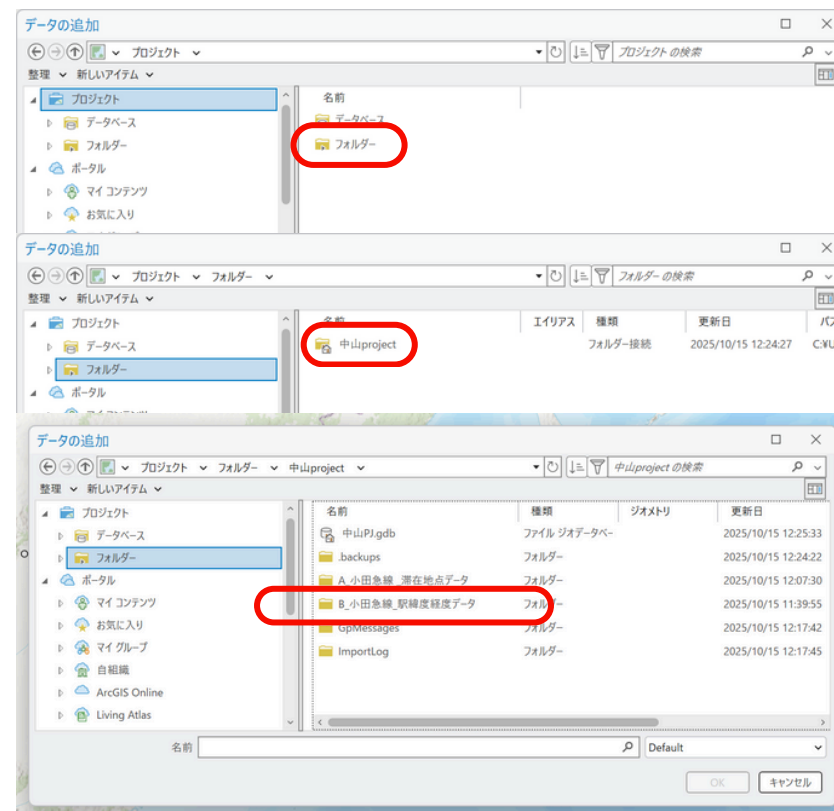 データの追加
プロジェクト
プロジェクト の検索
整理 新しいアイテム
プロジェクト
名前
データベース
データベース
フォルダー
フォルダー
ポータル
マイ コンテンツ
お気に入り
データの追加
プロジェクト フォルダー
フォルダー の検索
整理 新しいアイテム
プロジェクト
名前 エイリアス 種類 更新日
データベース
中山project フォルダー接続 2025/10/15 12:24:27 C:¥U
フォルダー
ポータル
データの追加
プロジェクト フォルダー 中山project
中山project の検索
整理 新しいアイテム
プロジェクト
名前 種類 ジオメトリ 更新日
データベース
中山PJ.gdb ファイル ジオデータベー 2025/10/15 12:25:33
フォルダー
.backups フォルダー 2025/10/15 12:24:22
ポータル
A_小田急線_滞在地点データ フォルダー 2025/10/15 12:07:30
マイ コンテンツ
B_小田急線_駅緯度経度データ フォルダー 2025/10/15 11:39:55
お気に入り
GpMessages フォルダー 2025/10/15 12:17:42
マイ グループ
ImportLog フォルダー 2025/10/15 12:17:45
自組織
ArcGIS Online
Living Atlas
名前
Default
OK キャンセル